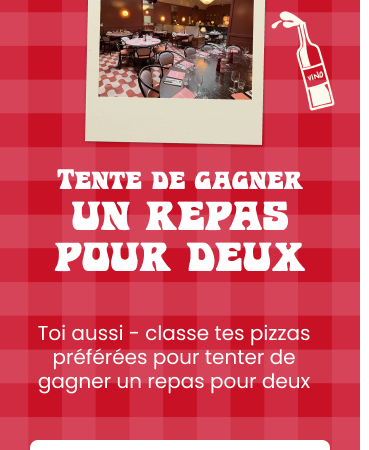 VINO
TENTE DE GAGNER
UN REPAS
POUR DEUX
Toi aussi - classe tes pizzas
préférées pour tenter de
gagner un repas pour deux